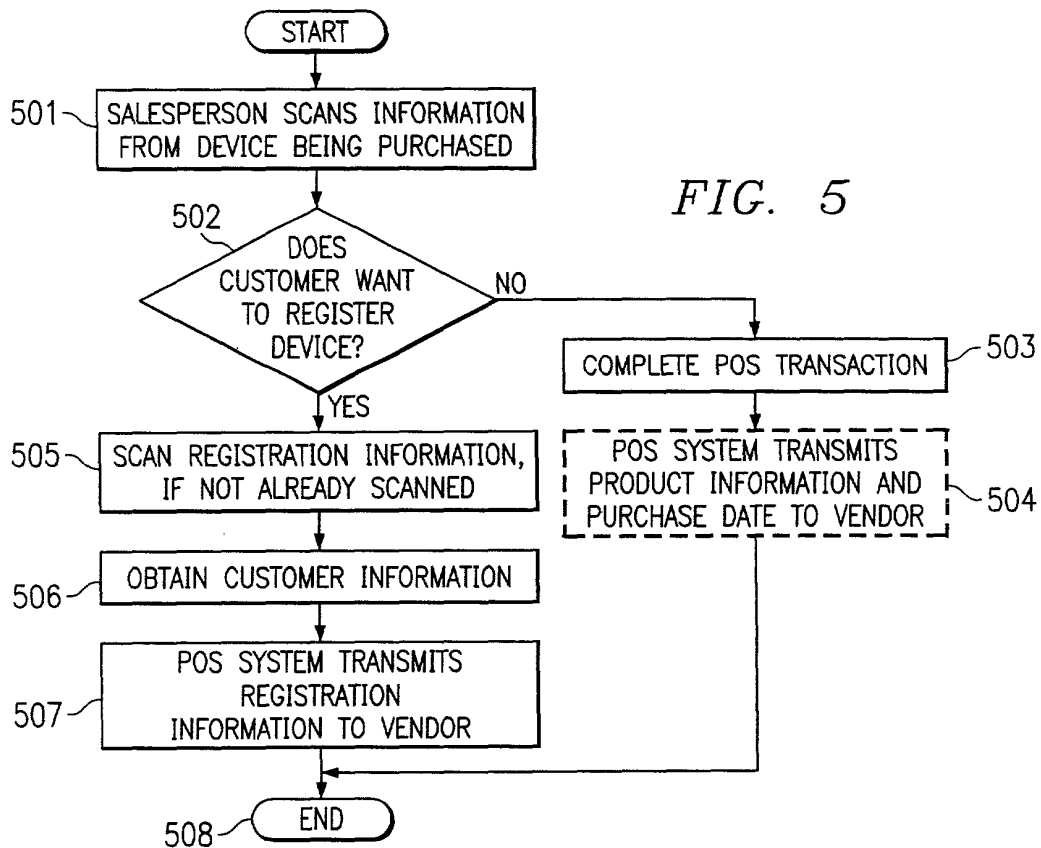 START
501
SALESPERSON SCANS INFORMATION
FROM DEVICE BEING PURCHASED
FIG. 5
502
DOES
CUSTOMER WANT
TO REGISTER
DEVICE?
NO
YES
COMPLETE POS TRANSACTION
503
POS SYSTEM TRANSMITS
PRODUCT INFORMATION AND
PURCHASE DATE TO VENDOR
504
505
SCAN REGISTRATION INFORMATION,
IF NOT ALREADY SCANNED
506
OBTAIN CUSTOMER INFORMATION
507
POS SYSTEM TRANSMITS
REGISTRATION
INFORMATION TO VENDOR
508
END